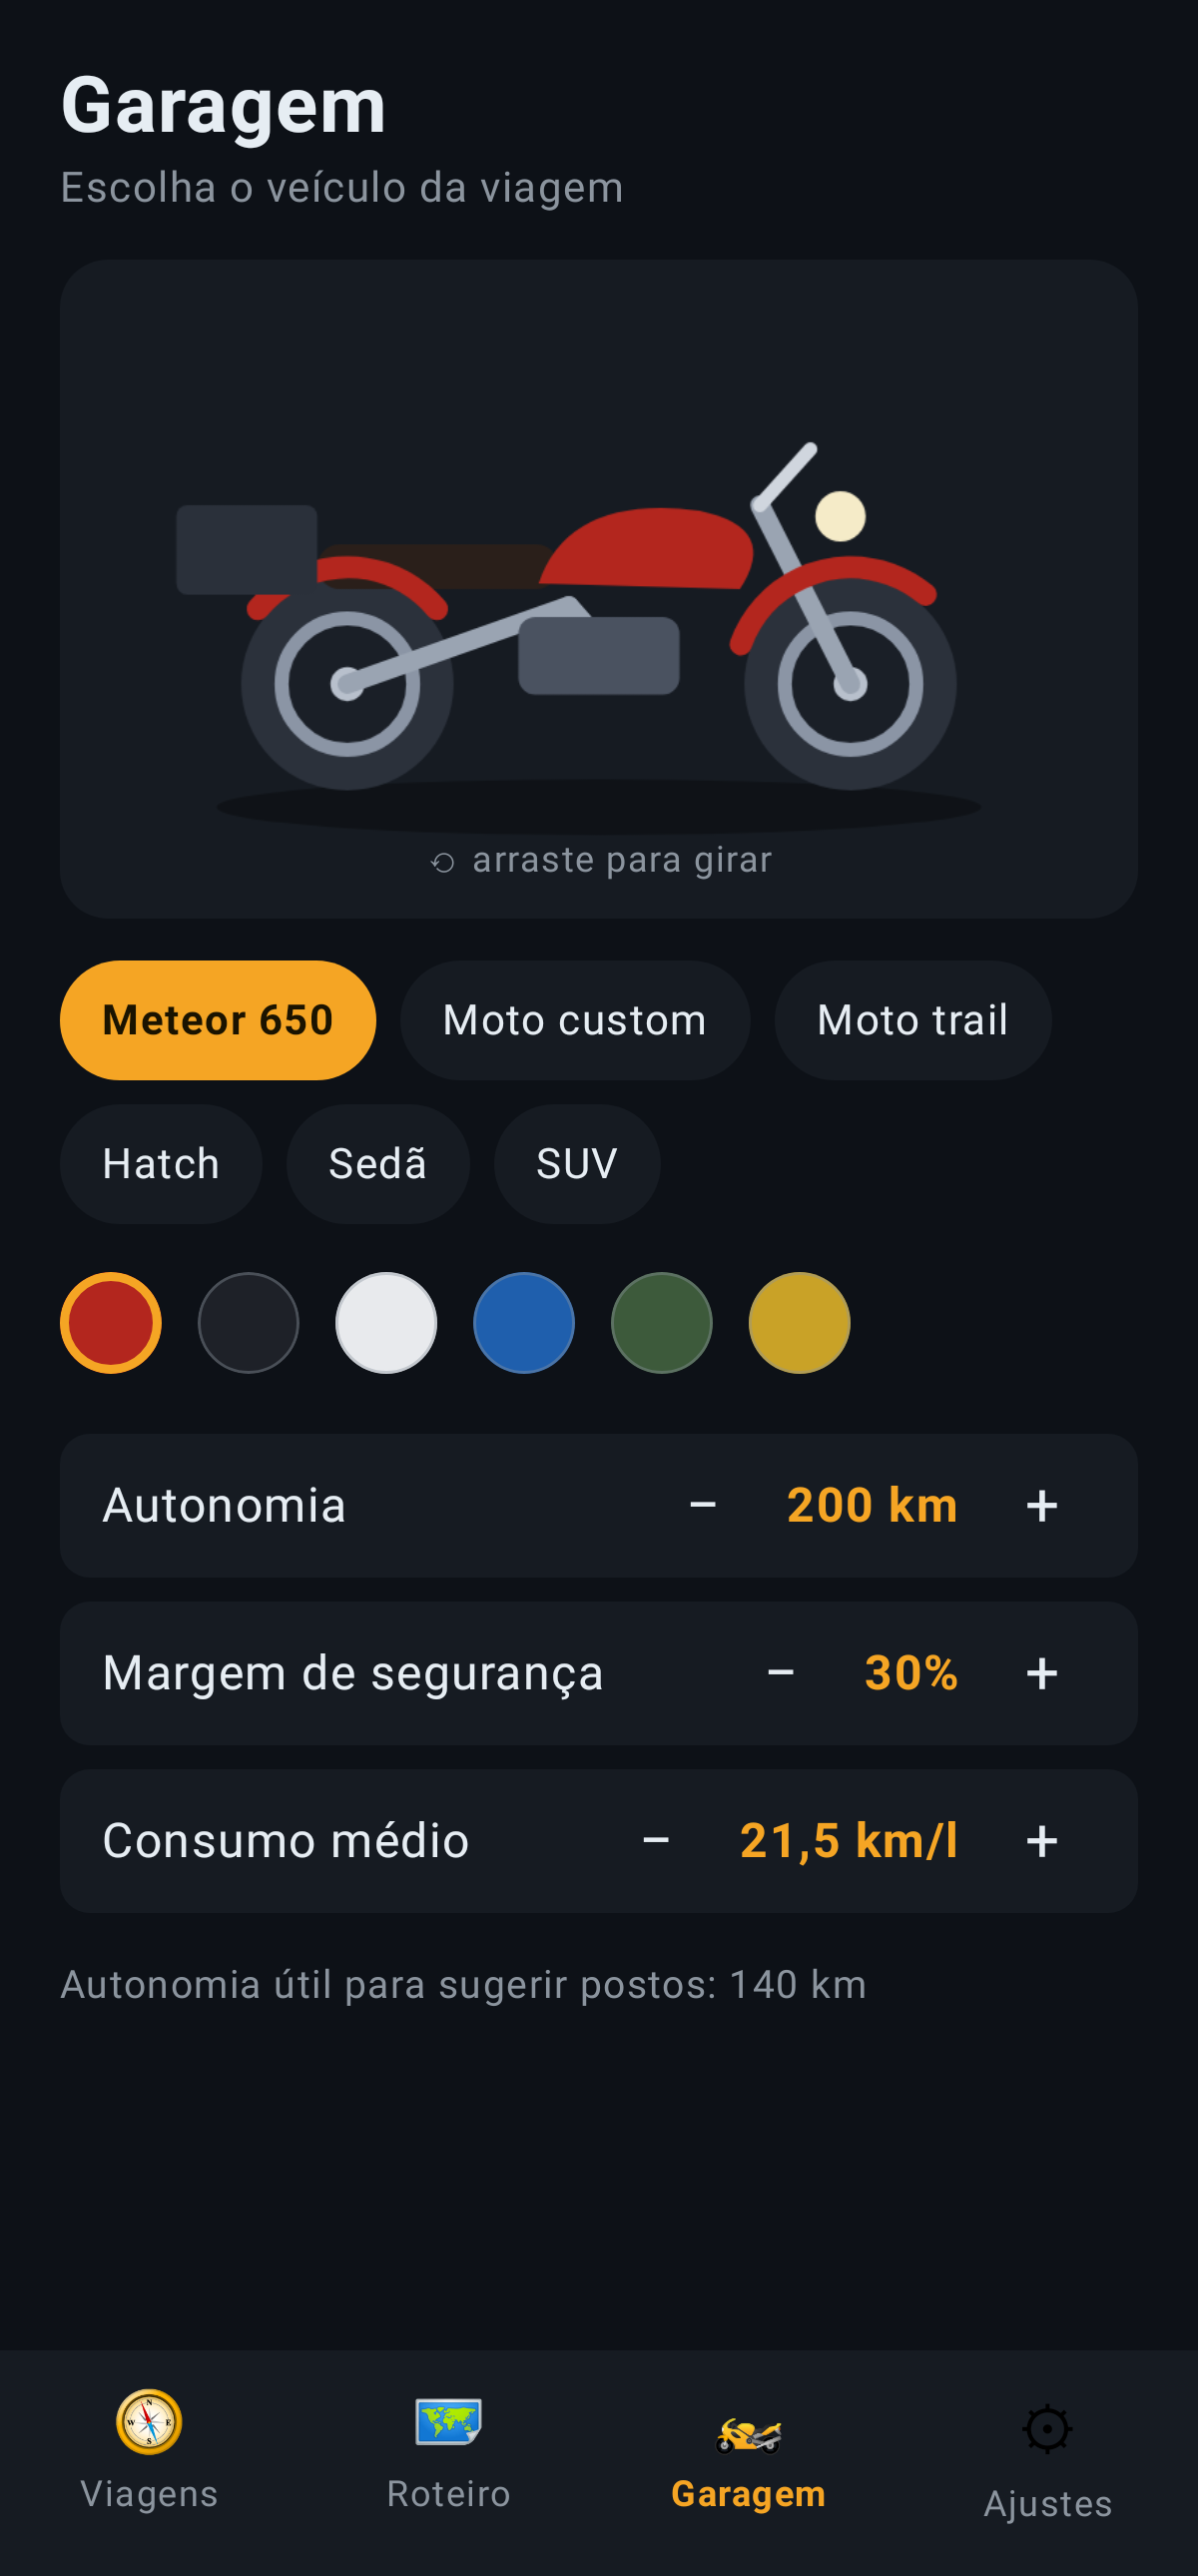 Garagem
Escolha o veículo da viagem
⟲ arraste para girar
Meteor 650 Moto custom Moto trail
Hatch Sedã SUV
Autonomia − 200 km +
Margem de segurança − 30% +
Consumo médio − 21,5 km/l +
Autonomia útil para sugerir postos: 140 km
Viagens Roteiro Garagem Ajustes